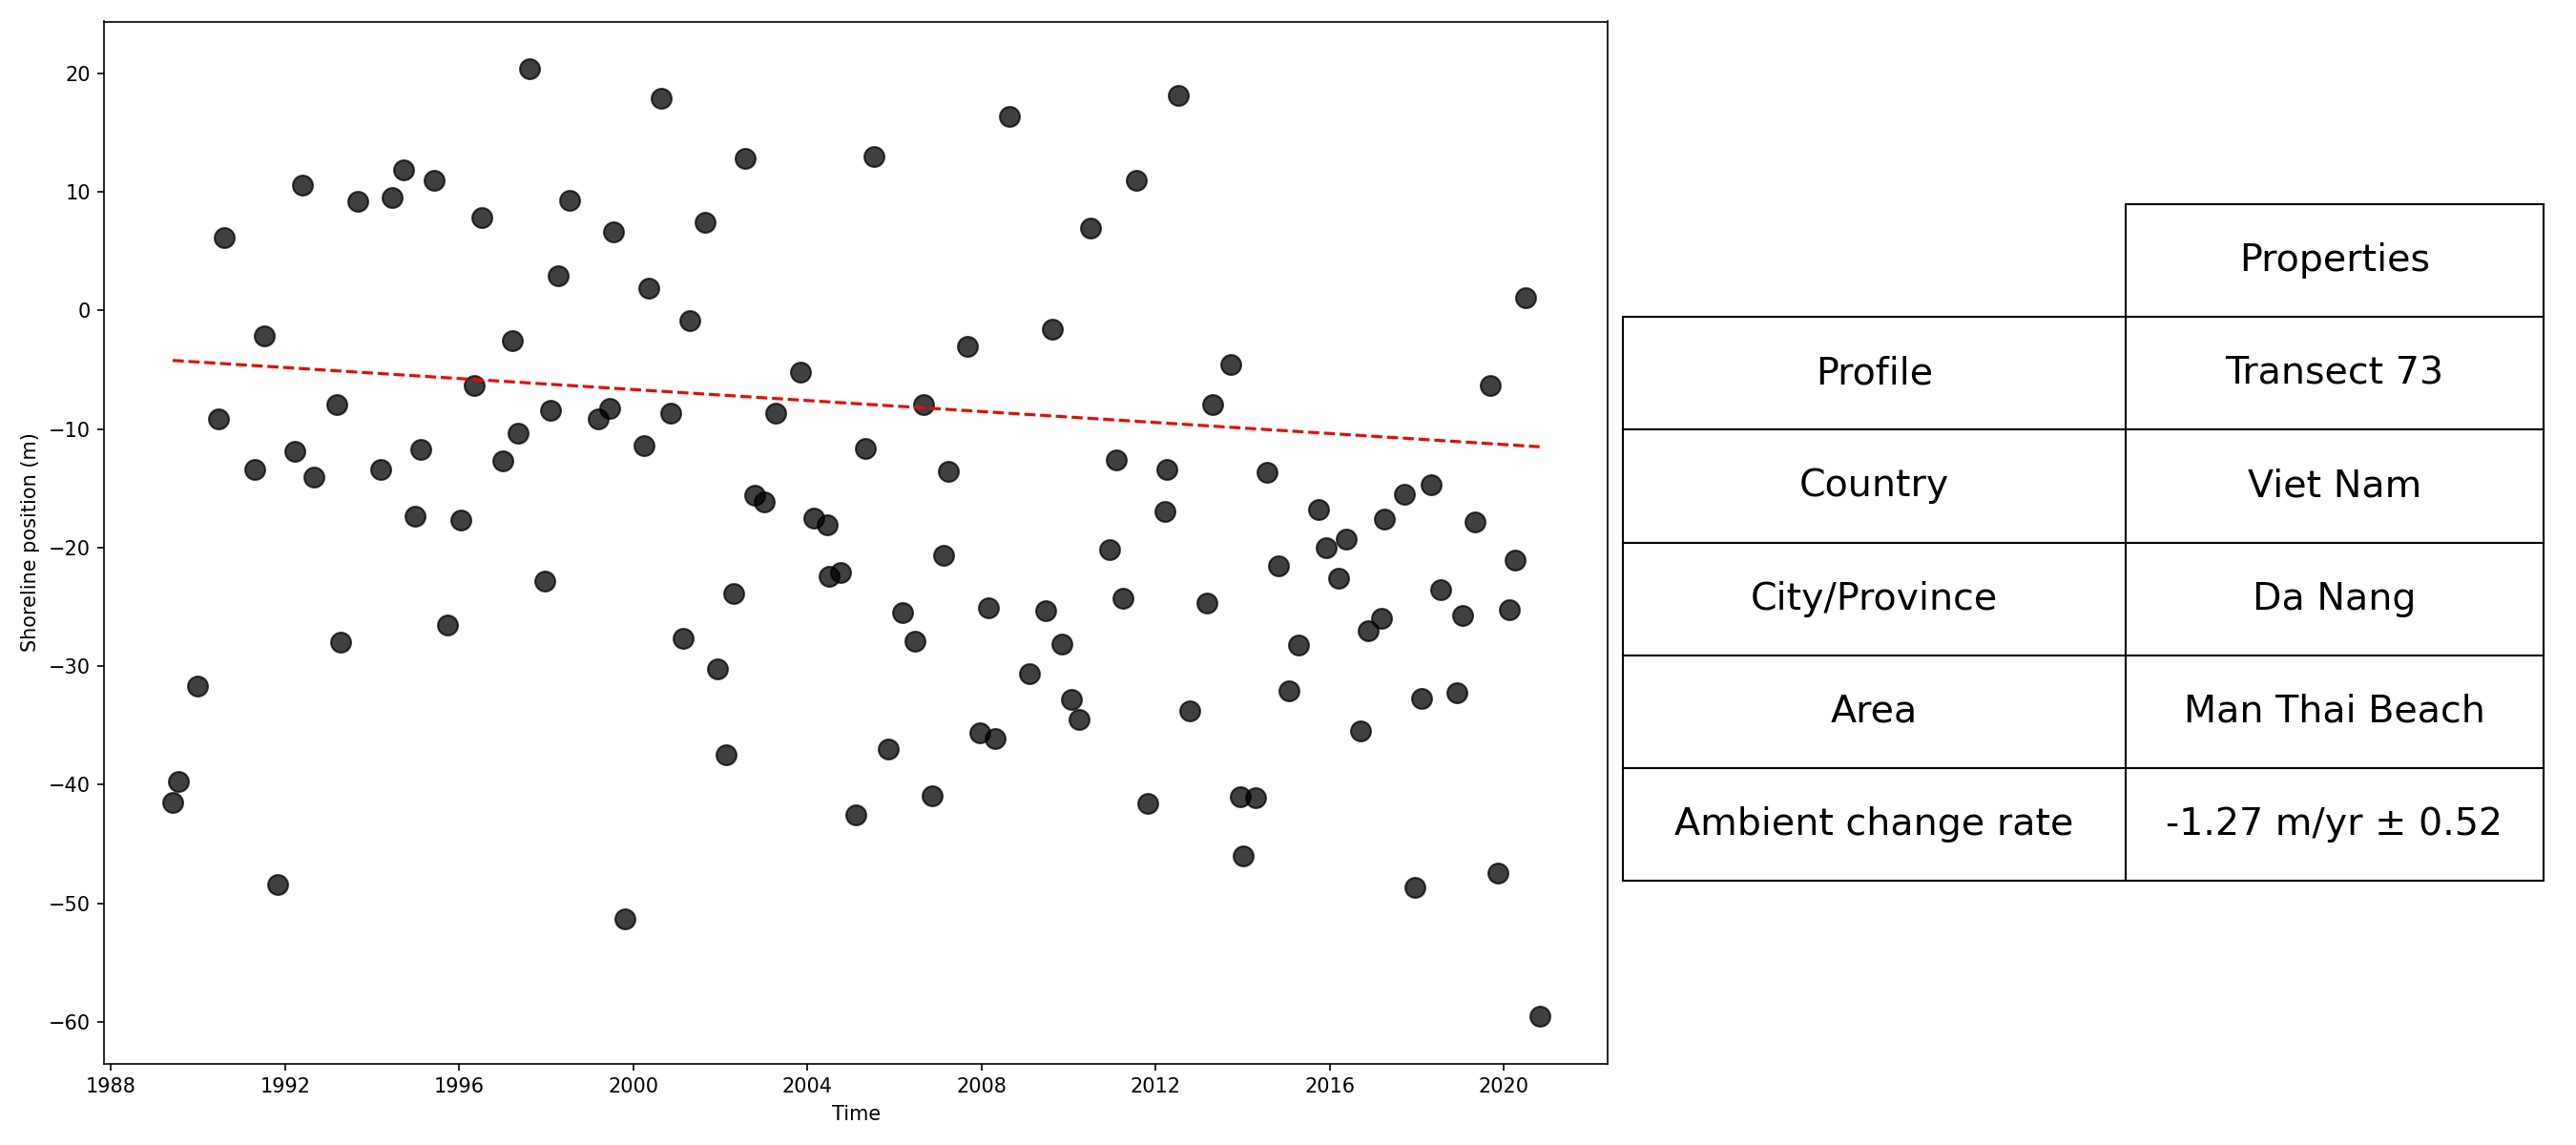 20
10
0
−10
−20
−30
−40
−50
−60
Shoreline position (m)
1988 1992 1996 2000 2004 2008 2012 2016 2020
Time
Properties
Profile Transect 73
Country Viet Nam
City/Province Da Nang
Area Man Thai Beach
Ambient change rate -1.27 m/yr ± 0.52